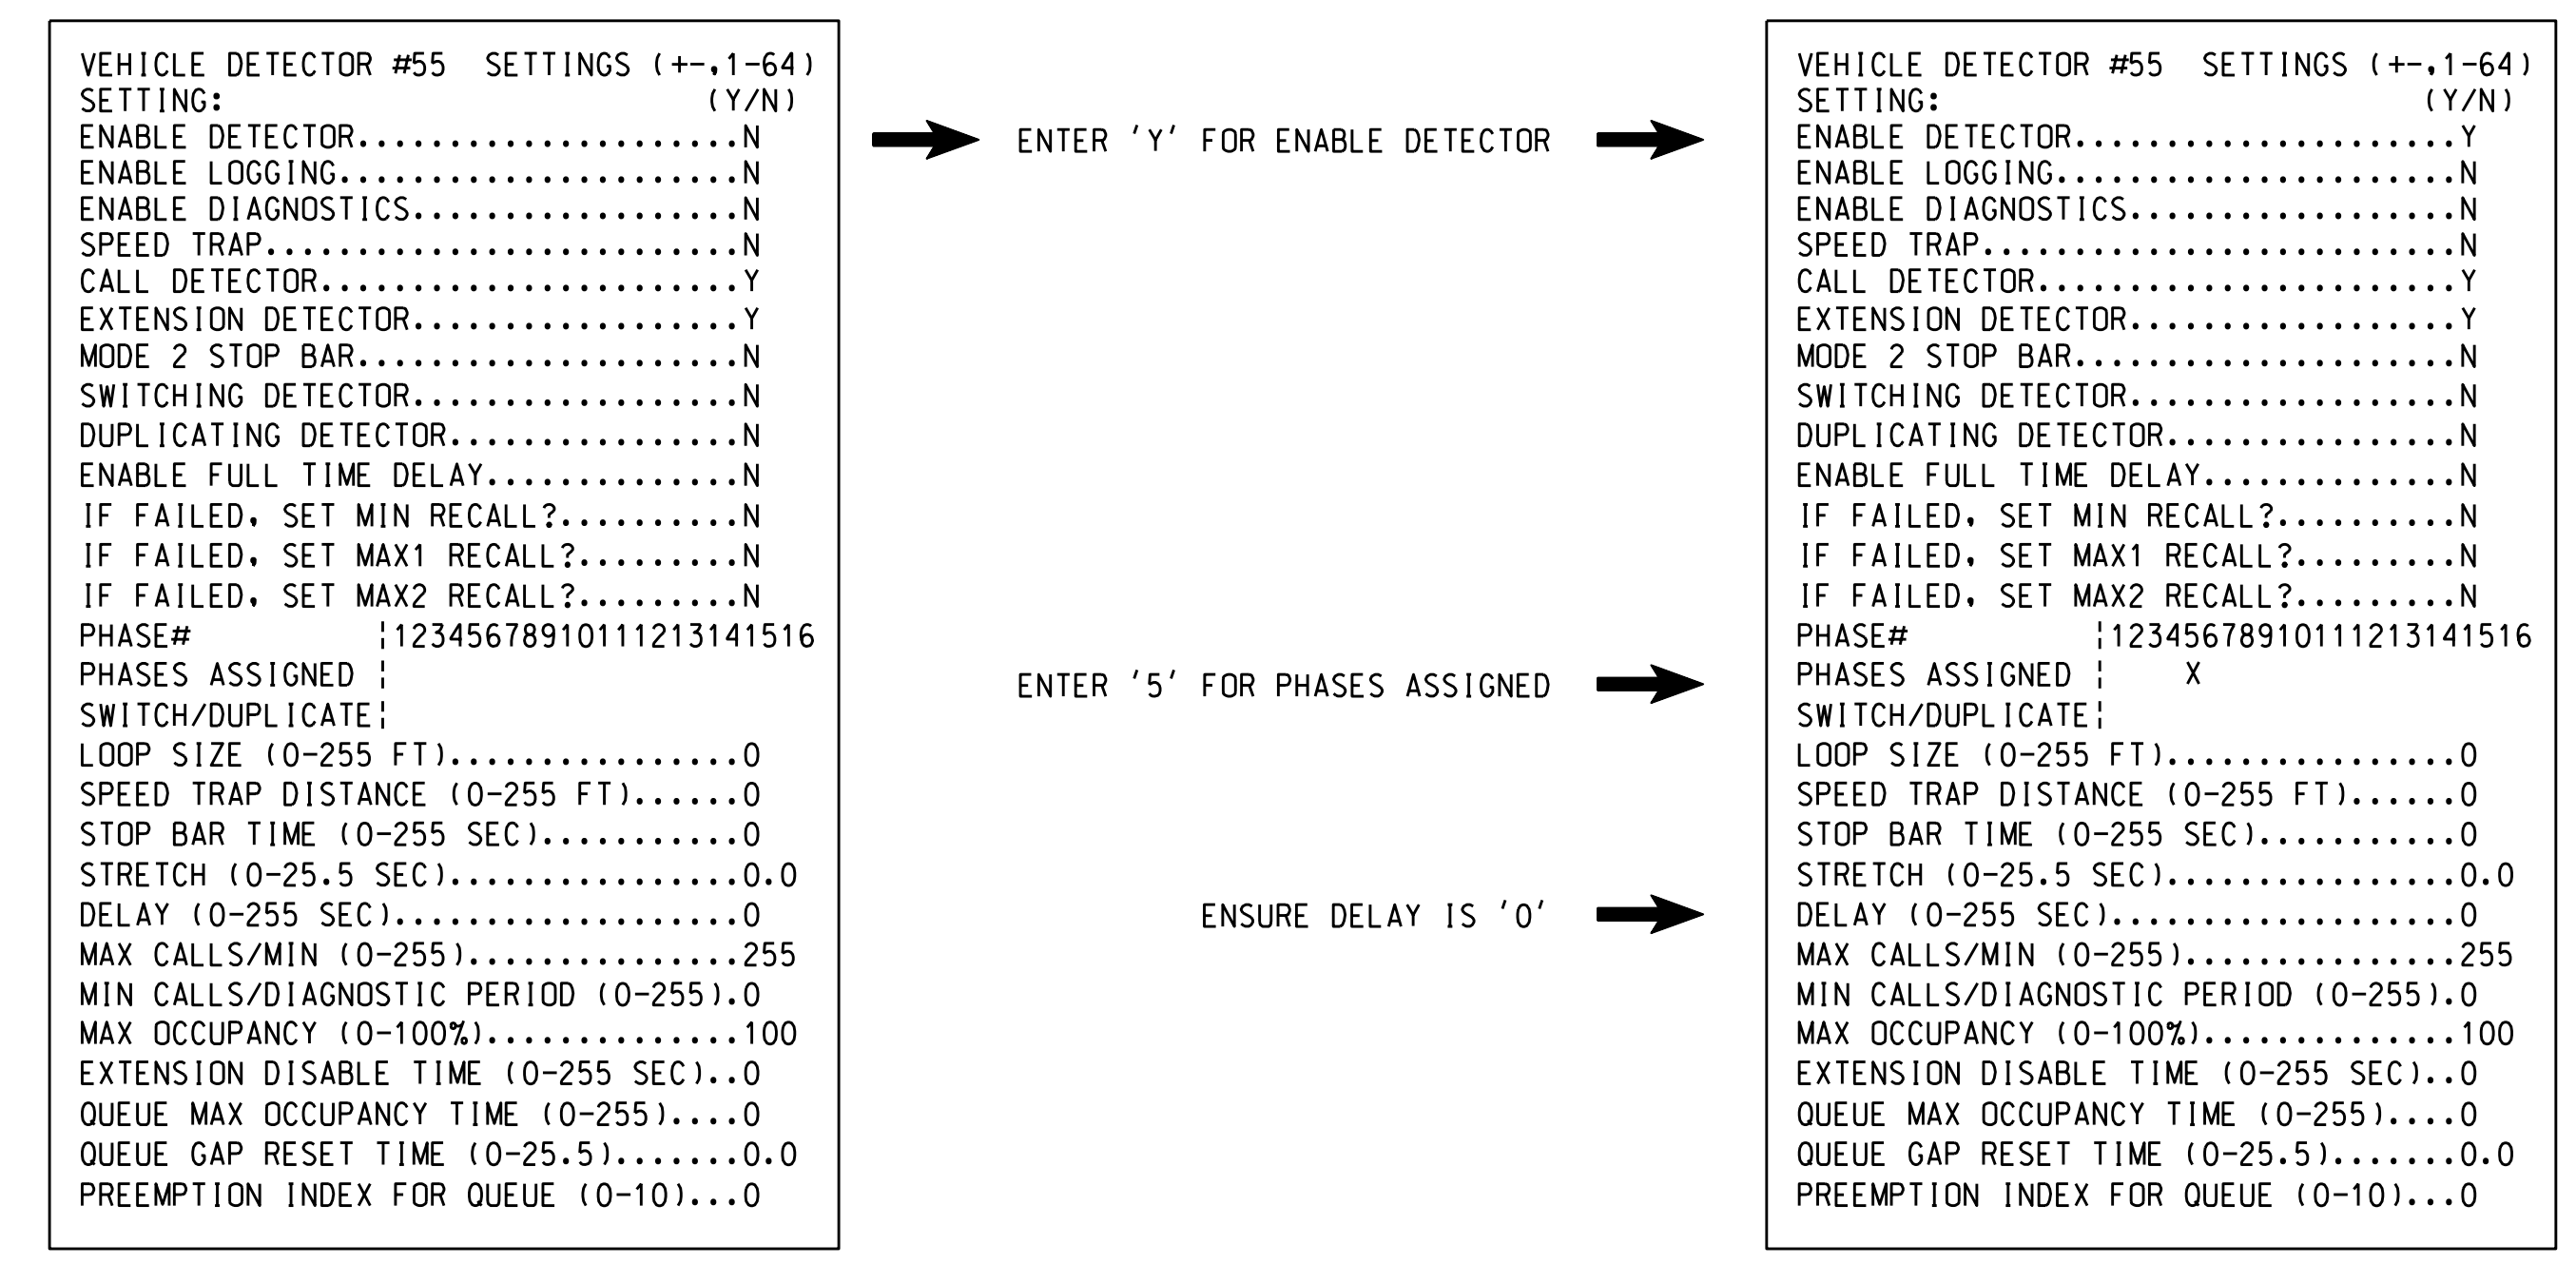 VEHICLE DETECTOR #55  SETTINGS (+-,1-64)
SETTING:                          (Y/N)
ENABLE DETECTOR.....................N
ENABLE LOGGING......................N
ENABLE DIAGNOSTICS..................N
SPEED TRAP..........................N
CALL DETECTOR.......................Y
EXTENSION DETECTOR..................Y
MODE 2 STOP BAR.....................N
SWITCHING DETECTOR..................N
DUPLICATING DETECTOR................N
ENABLE FULL TIME DELAY..............N
IF FAILED, SET MIN RECALL?..........N
IF FAILED, SET MAX1 RECALL?.........N
IF FAILED, SET MAX2 RECALL?.........N
PHASE#          |12345678910111213141516
PHASES ASSIGNED |
SWITCH/DUPLICATE|
LOOP SIZE (0-255 FT)................0
SPEED TRAP DISTANCE (0-255 FT)......0
STOP BAR TIME (0-255 SEC)...........0
STRETCH (0-25.5 SEC)................0.0
DELAY (0-255 SEC)...................0
MAX CALLS/MIN (0-255)...............255
MIN CALLS/DIAGNOSTIC PERIOD (0-255).0
MAX OCCUPANCY (0-100%)..............100
EXTENSION DISABLE TIME (0-255 SEC)..0
QUEUE MAX OCCUPANCY TIME (0-255)....0
QUEUE GAP RESET TIME (0-25.5).......0.0
PREEMPTION INDEX FOR QUEUE (0-10)...0
ENTER 'Y' FOR ENABLE DETECTOR
ENTER '5' FOR PHASES ASSIGNED
ENSURE DELAY IS '0'
VEHICLE DETECTOR #55  SETTINGS (+-,1-64)
SETTING:                          (Y/N)
ENABLE DETECTOR.....................Y
ENABLE LOGGING......................N
ENABLE DIAGNOSTICS..................N
SPEED TRAP..........................N
CALL DETECTOR.......................Y
EXTENSION DETECTOR..................Y
MODE 2 STOP BAR.....................N
SWITCHING DETECTOR..................N
DUPLICATING DETECTOR................N
ENABLE FULL TIME DELAY..............N
IF FAILED, SET MIN RECALL?..........N
IF FAILED, SET MAX1 RECALL?.........N
IF FAILED, SET MAX2 RECALL?.........N
PHASE#          |12345678910111213141516
PHASES ASSIGNED |    X
SWITCH/DUPLICATE|
LOOP SIZE (0-255 FT)................0
SPEED TRAP DISTANCE (0-255 FT)......0
STOP BAR TIME (0-255 SEC)...........0
STRETCH (0-25.5 SEC)................0.0
DELAY (0-255 SEC)...................0
MAX CALLS/MIN (0-255)...............255
MIN CALLS/DIAGNOSTIC PERIOD (0-255).0
MAX OCCUPANCY (0-100%)..............100
EXTENSION DISABLE TIME (0-255 SEC)..0
QUEUE MAX OCCUPANCY TIME (0-255)....0
QUEUE GAP RESET TIME (0-25.5).......0.0
PREEMPTION INDEX FOR QUEUE (0-10)...0